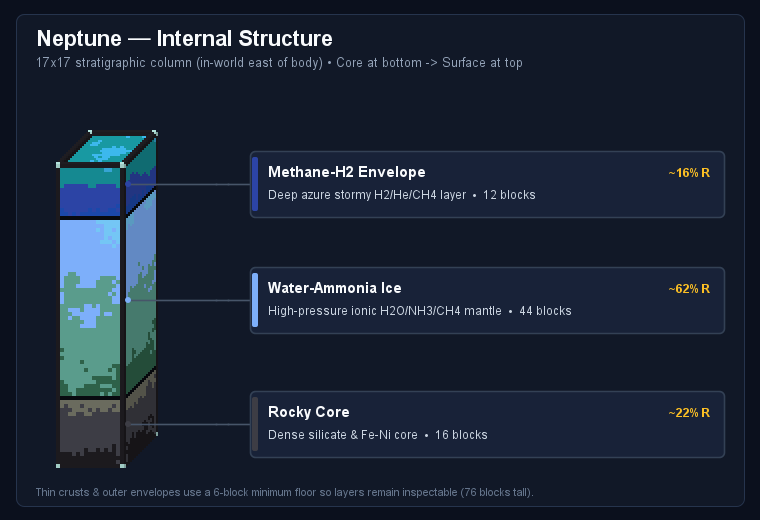 Neptune — Internal Structure
17x17 stratigraphic column (in-world east of body) • Core at bottom -> Surface at top
Methane-H2 Envelope ~16% R
Deep azure stormy H2/He/CH4 layer • 12 blocks
Water-Ammonia Ice ~62% R
High-pressure ionic H2O/NH3/CH4 mantle • 44 blocks
Rocky Core ~22% R
Dense silicate & Fe-Ni core • 16 blocks
Thin crusts & outer envelopes use a 6-block minimum floor so layers remain inspectable (76 blocks tall).